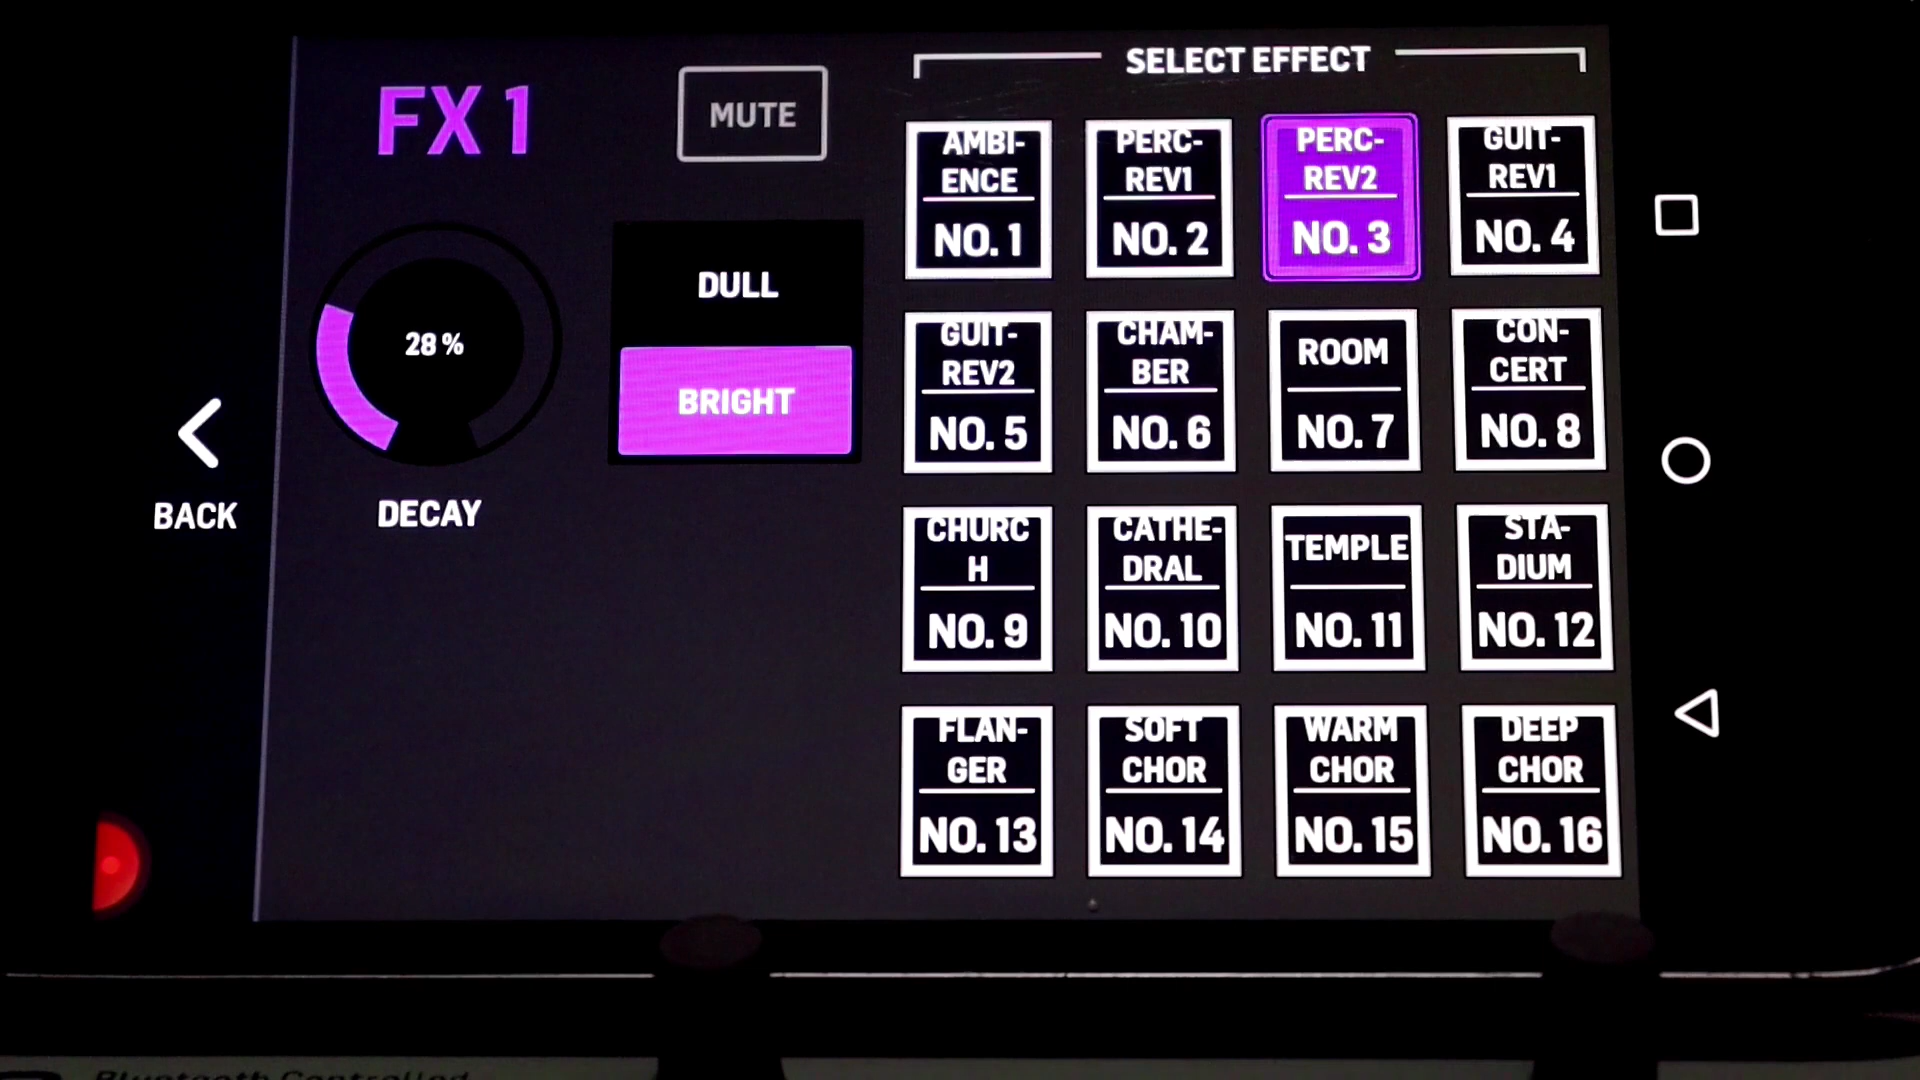 FX 1
MUTE
28 %
DECAY
DULL
BRIGHT
BACK
SELECT EFFECT
AMBI-
ENCE
NO. 1
PERC-
REV1
NO. 2
PERC-
REV2
NO. 3
GUIT-
REV1
NO. 4
GUIT-
REV2
NO. 5
CHAM-
BER
NO. 6
ROOM
NO. 7
CON-
CERT
NO. 8
CHURC
H
NO. 9
CATHE-
DRAL
NO. 10
TEMPLE
NO. 11
STA-
DIUM
NO. 12
FLAN-
GER
NO. 13
SOFT
CHOR
NO. 14
WARM
CHOR
NO. 15
DEEP
CHOR
NO. 16
Bluetooth Controlled